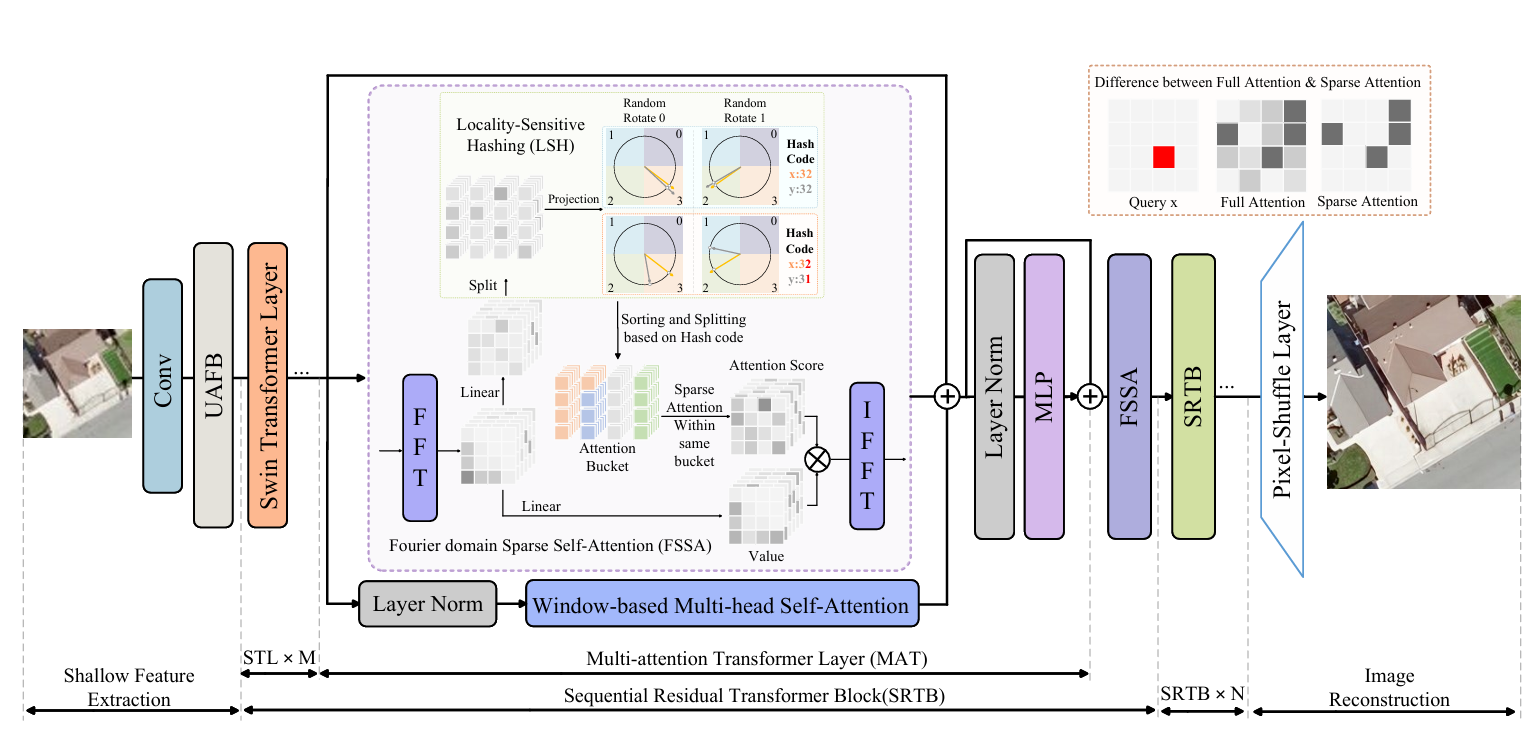 Difference between Full Attention & Sparse Attention
Query x
Full Attention
Sparse Attention
Conv
UAFB
Swin Transformer Layer
...
Locality-Sensitive
Hashing (LSH)
Random
Rotate 0
Random
Rotate 1
1
0
2
3
1
0
2
3
Hash
Code
x:32
y:32
Projection
1
0
2
3
1
0
2
3
Hash
Code
x:32
y:31
Split
Sorting and Splitting
based on Hash code
Linear
FFT
Attention
Bucket
Sparse
Attention
Within
same
bucket
Attention Score
IFFT
Linear
Value
Fourier domain Sparse Self-Attention (FSSA)
Layer Norm
Window-based Multi-head Self-Attention
Layer Norm
MLP
FSSA
SRTB
...
Pixel-Shuffle Layer
Shallow Feature
Extraction
STL × M
Multi-attention Transformer Layer (MAT)
Sequential Residual Transformer Block(SRTB)
SRTB × N
Image
Reconstruction